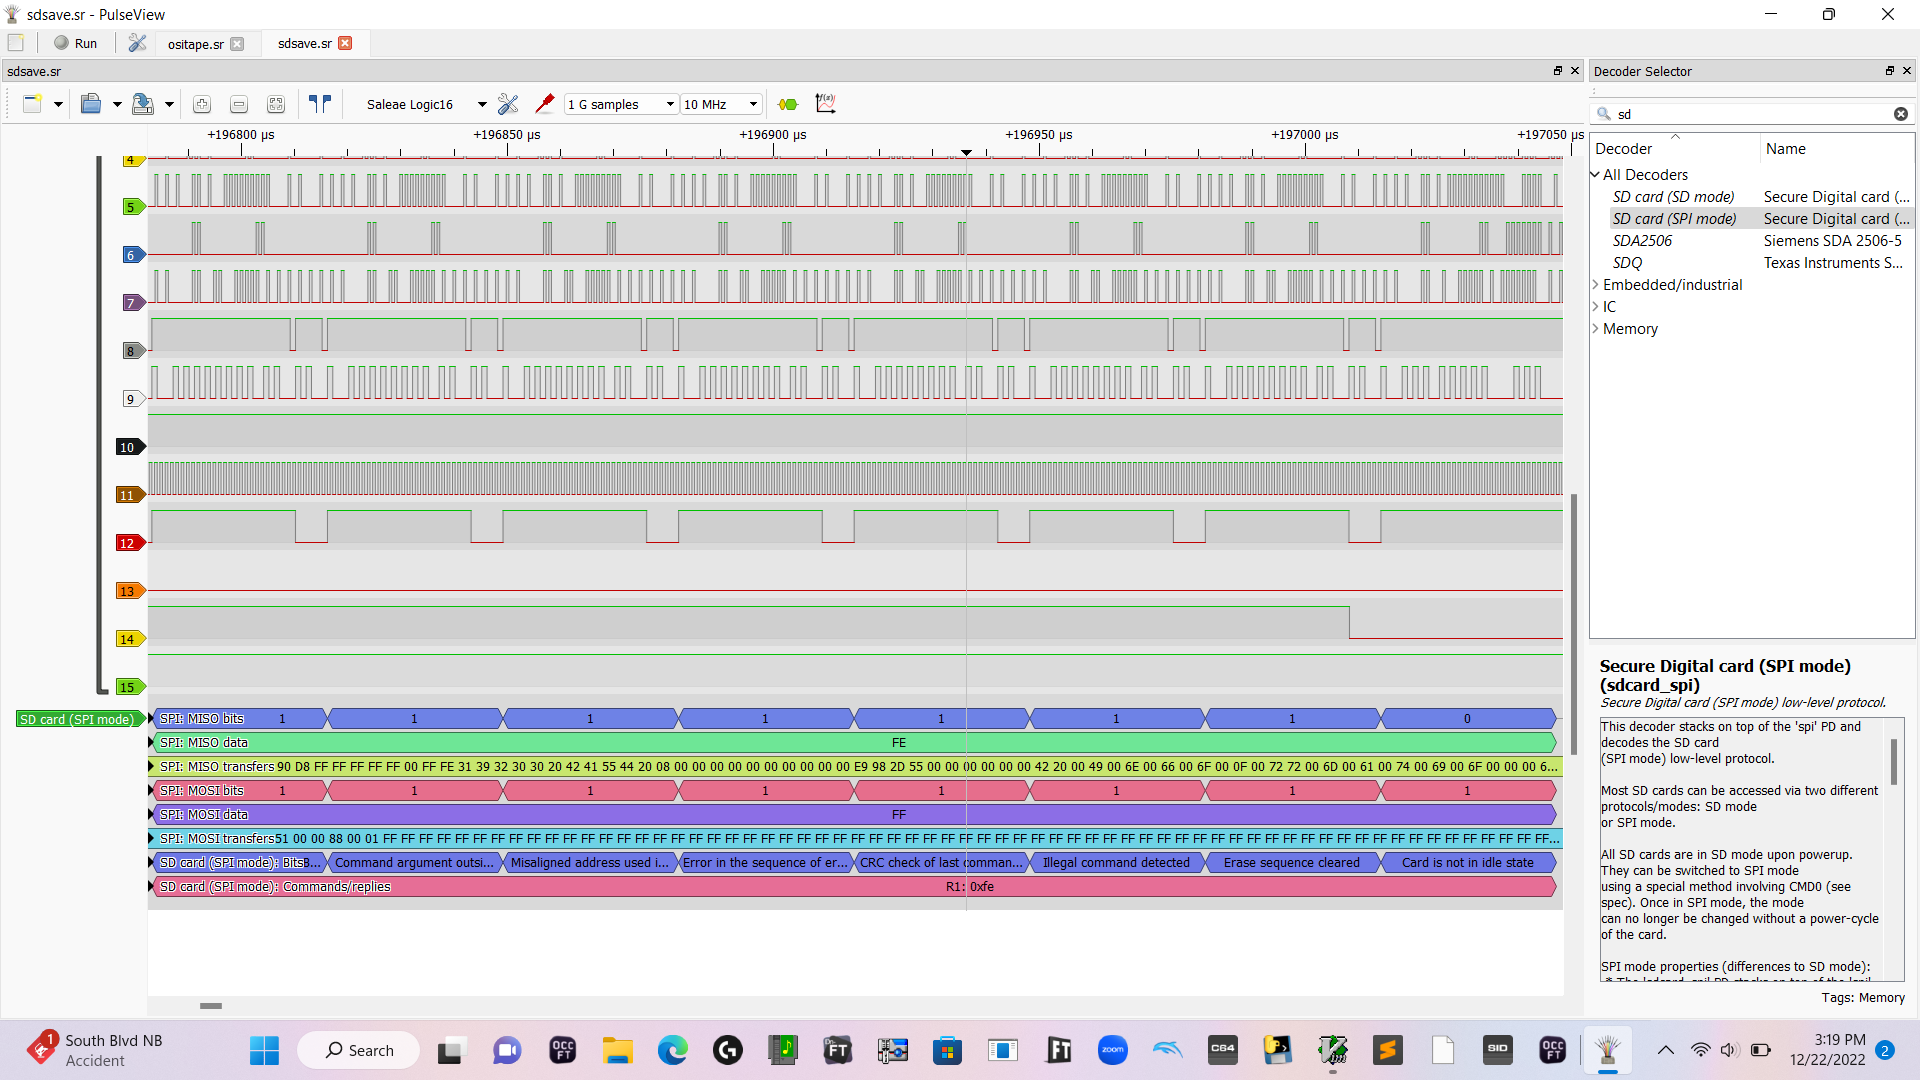 sdsave.sr - PulseView
Run
ositape.sr
sdsave.sr
sdsave.sr
Saleae Logic16
1 G samples
10 MHz
+196800 µs
+196850 µs
+196900 µs
+196950 µs
+197000 µs
+197050 µs
4
5
6
7
8
9
10
11
12
13
14
15
SD card (SPI mode)
SPI: MISO bits 1 1 1 1 1 1 1 0
SPI: MISO data FE
SPI: MISO transfers 90 D8 FF FF FF FF FF 00 FF FE 31 39 32 30 30 20 42 41 55 44 20 08 00 00 00 00 00 00 00 00 00 00 E9 98 2D 55 00 00 00 00 00 00 42 20 00 49 00 6E 00 66 00 6F 00 0F 00 72 72 00 6D 00 61 00 74 00 69 00 6F 00 00 00 6...
SPI: MOSI bits 1 1 1 1 1 1 1 1
SPI: MOSI data FF
SPI: MOSI transfers 51 00 00 88 00 01 FF FF FF FF FF FF FF FF FF FF FF FF FF FF FF FF FF FF FF FF FF FF FF FF FF FF FF FF FF FF FF FF FF FF FF FF FF FF FF FF FF FF FF FF FF FF FF FF FF FF FF FF FF FF FF FF FF FF FF FF FF FF FF FF FF...
SD card (SPI mode): Bits B... Command argument outsi... Misaligned address used i... Error in the sequence of er... CRC check of last comman... Illegal command detected Erase sequence cleared Card is not in idle state
SD card (SPI mode): Commands/replies R1: 0xfe
Decoder Selector
sd
Decoder Name
All Decoders
SD card (SD mode) Secure Digital card (...
SD card (SPI mode) Secure Digital card (...
SDA2506 Siemens SDA 2506-5
SDQ Texas Instruments S...
Embedded/industrial
IC
Memory
Secure Digital card (SPI mode)
(sdcard_spi)
Secure Digital card (SPI mode) low-level protocol.
This decoder stacks on top of the 'spi' PD and
decodes the SD card
(SPI mode) low-level protocol.
Most SD cards can be accessed via two different
protocols/modes: SD mode
or SPI mode.
All SD cards are in SD mode upon powerup.
They can be switched to SPI mode
using a special method involving CMD0 (see
spec). Once in SPI mode, the mode
can no longer be changed without a power-cycle
of the card.
SPI mode properties (differences to SD mode):
Tags: Memory
1
South Blvd NB
Accident
Search
OCC
FT
G
FT
FT
zoom
C64
SID
OCC
FT
3:19 PM
12/22/2022
2